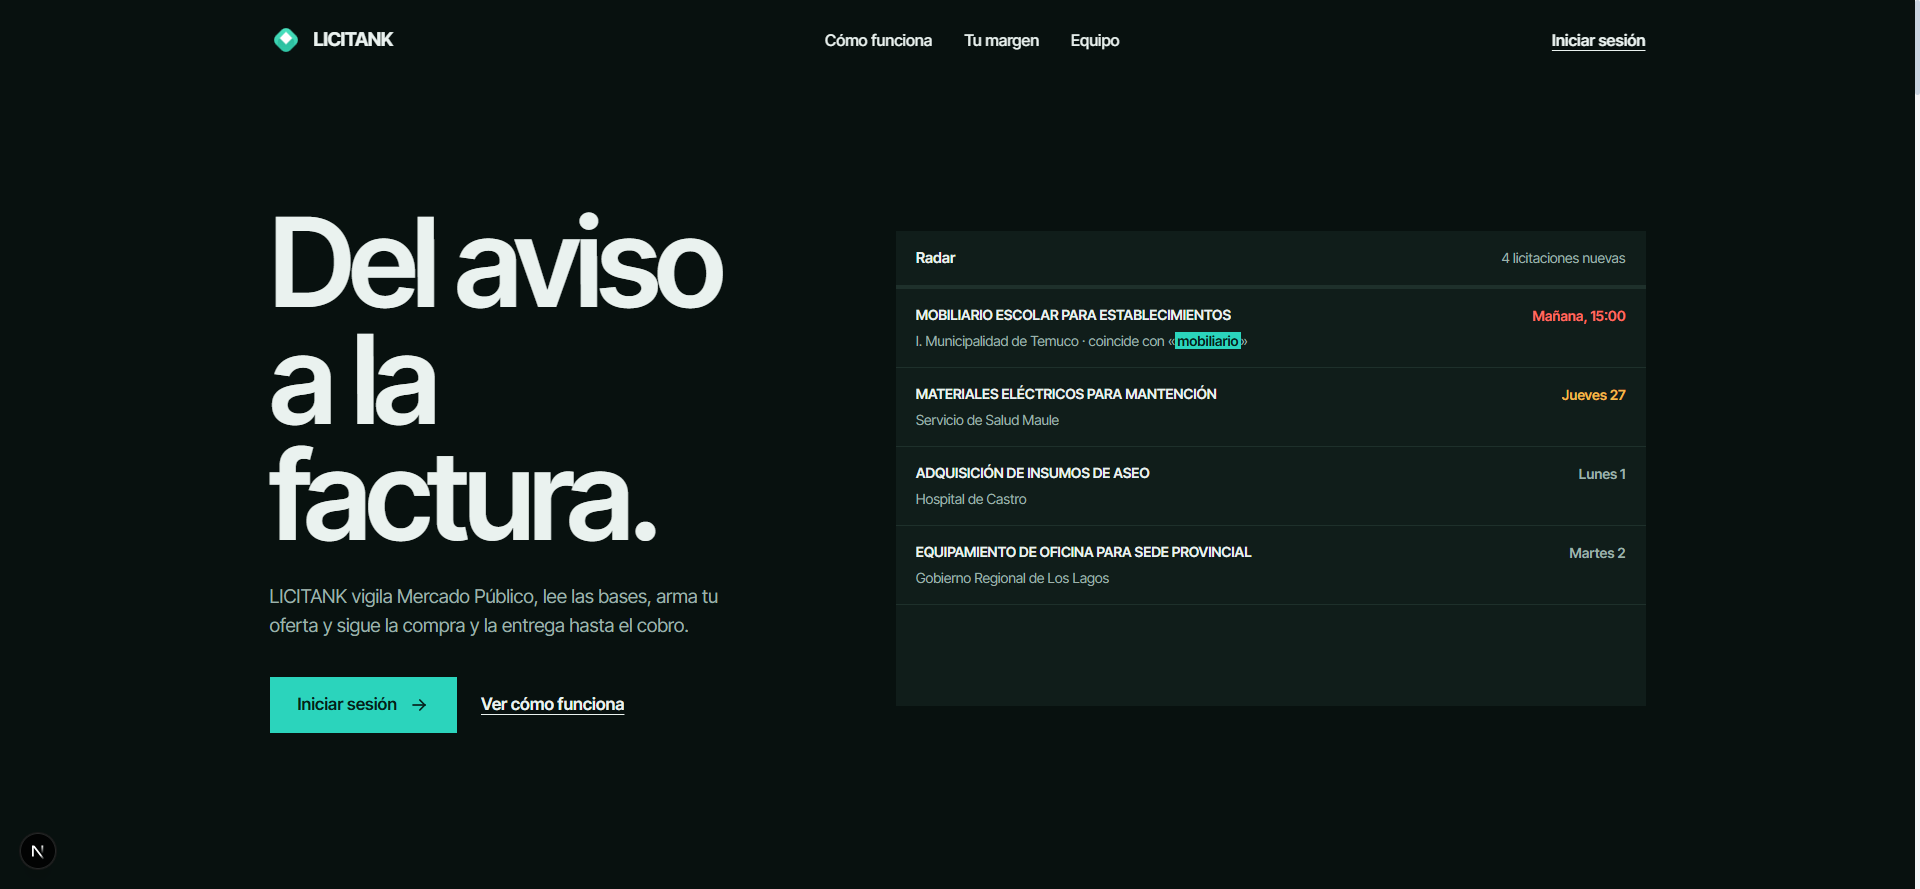 LICITANK
Cómo funciona
Tu margen
Equipo
Iniciar sesión
Del aviso
a la
factura.
LICITANK vigila Mercado Público, lee las bases, arma tu
oferta y sigue la compra y la entrega hasta el cobro.
Iniciar sesión →
Ver cómo funciona
Radar
4 licitaciones nuevas
MOBILIARIO ESCOLAR PARA ESTABLECIMIENTOS
Mañana, 15:00
I. Municipalidad de Temuco · coincide con «mobiliario»
MATERIALES ELÉCTRICOS PARA MANTENCIÓN
Jueves 27
Servicio de Salud Maule
ADQUISICIÓN DE INSUMOS DE ASEO
Lunes 1
Hospital de Castro
EQUIPAMIENTO DE OFICINA PARA SEDE PROVINCIAL
Martes 2
Gobierno Regional de Los Lagos
N